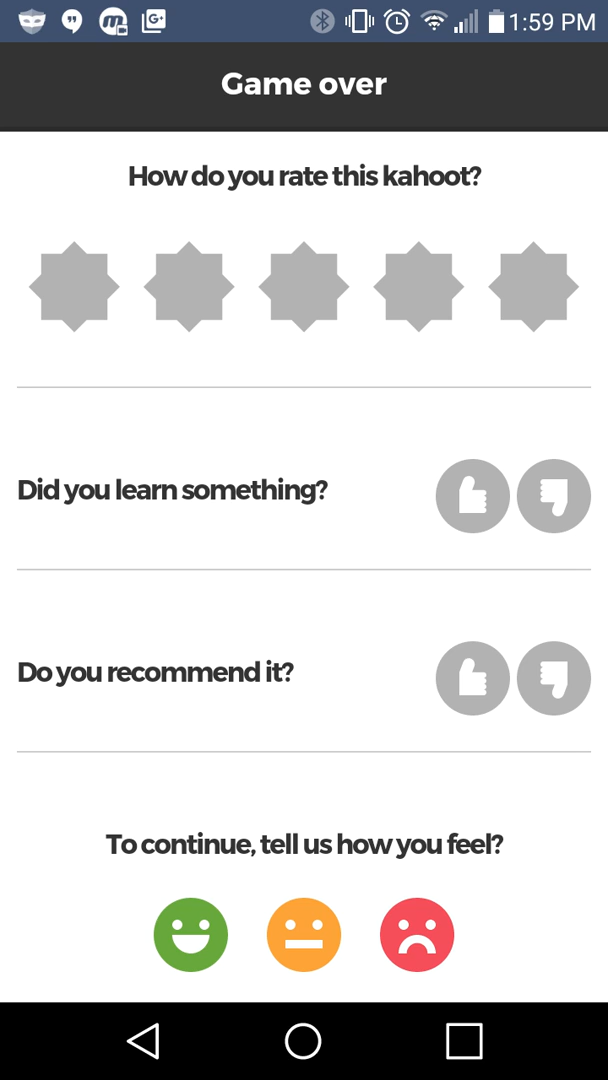 1:59 PM
Game over
How do you rate this kahoot?
Did you learn something?
Do you recommend it?
To continue, tell us how you feel?